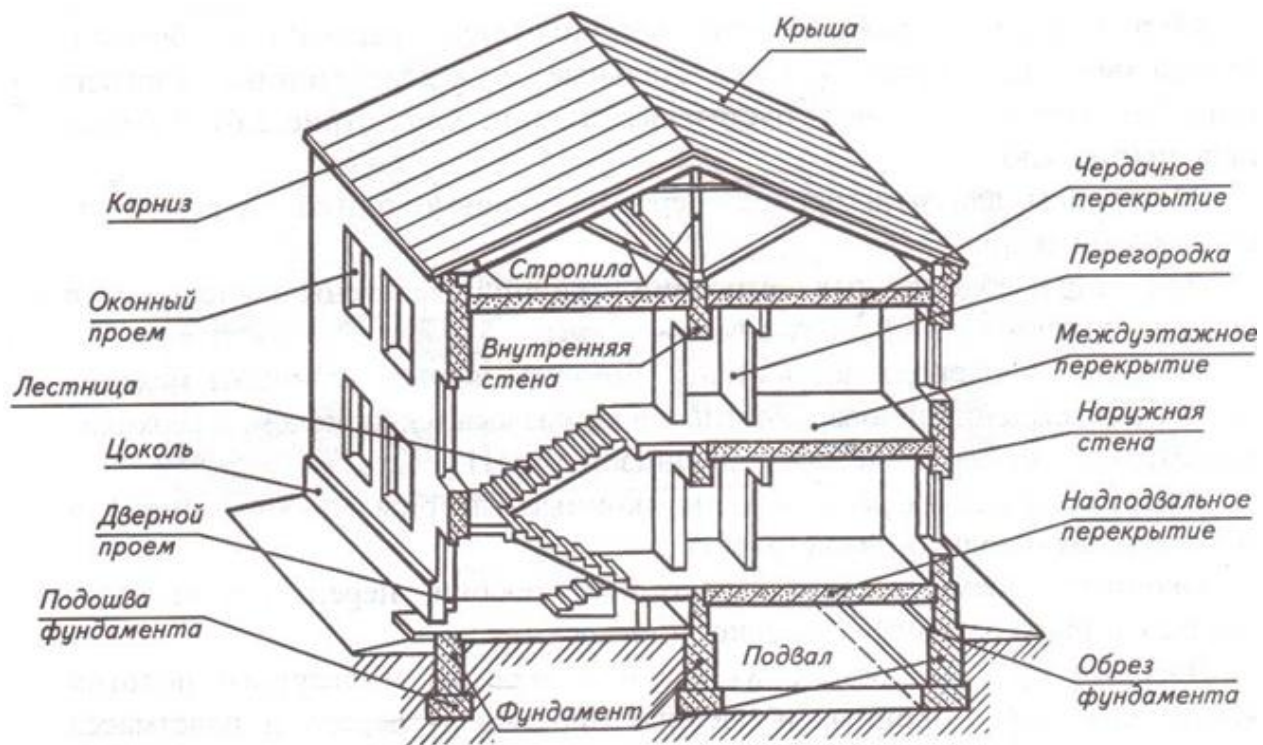 Крыша
Карниз
Оконный
проем
Лестница
Цоколь
Дверной
проем
Подошва
фундамента
Стропила
Внутренняя
стена
Фундамент
Подвал
Чердачное
перекрытие
Перегородка
Междуэтажное
перекрытие
Наружная
стена
Надподвальное
перекрытие
Обрез
фундамента